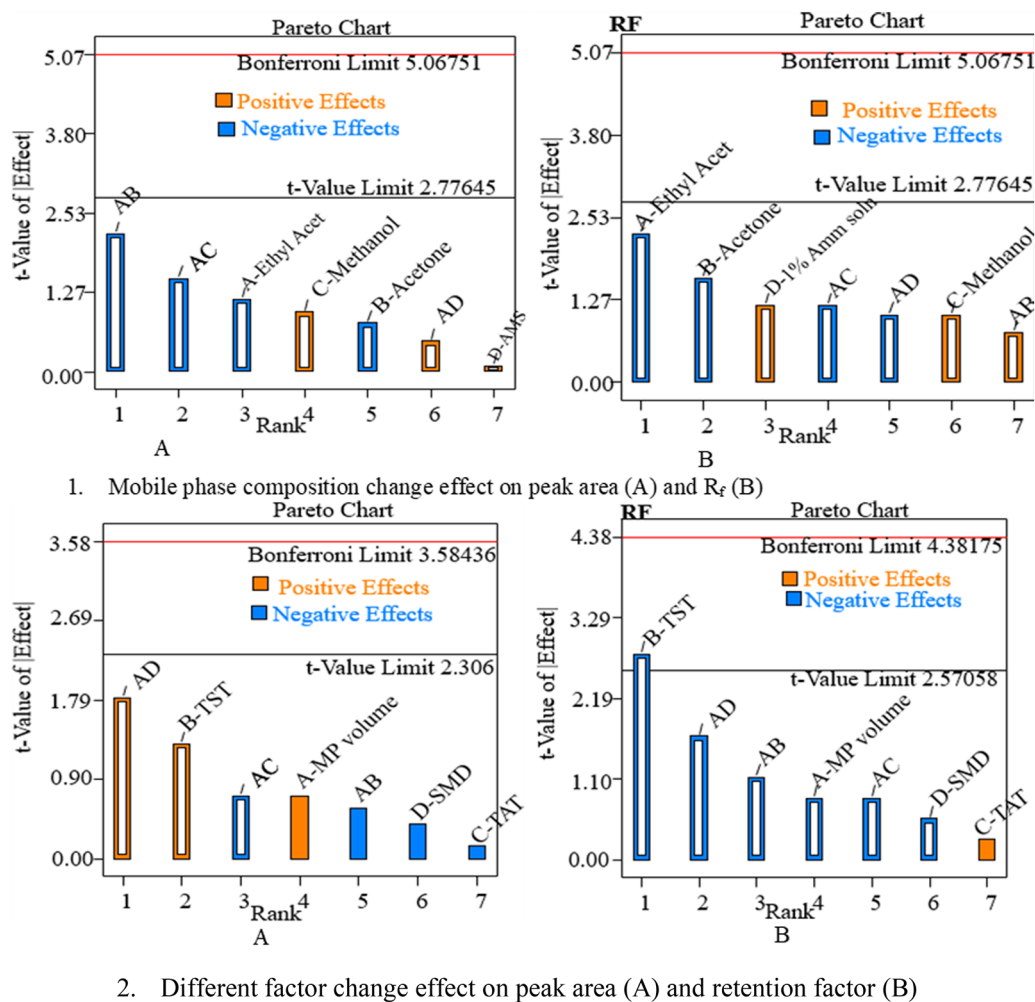 Pareto Chart
5.07
Bonferroni Limit 5.06751
Positive Effects
Negative Effects
3.80
t-Value Limit 2.77645
2.53
1.27
0.00
t-Value of |Effect|
AB
AC
A-Ethyl Acet
C-Methanol
B-Acetone
AD
D-AMS
1 2 3 4 5 6 7
Rank
A
RF
Pareto Chart
5.07
Bonferroni Limit 5.06751
Positive Effects
Negative Effects
3.80
t-Value Limit 2.77645
2.53
1.27
0.00
t-Value of |Effect|
A-Ethyl Acet
B-Acetone
D-1% Amm soln
AC
AD
C-Methanol
AB
1 2 3 4 5 6 7
Rank
B
1. Mobile phase composition change effect on peak area (A) and Rf (B)
Pareto Chart
3.58
Bonferroni Limit 3.58436
Positive Effects
Negative Effects
2.69
t-Value Limit 2.306
1.79
0.90
0.00
t-Value of |Effect|
AD
B-TST
AC
A-MP volume
AB
D-SMD
C-TAT
1 2 3 4 5 6 7
Rank
A
RF
Pareto Chart
4.38
Bonferroni Limit 4.38175
Positive Effects
Negative Effects
3.29
t-Value Limit 2.57058
2.19
1.10
0.00
t-Value of |Effect|
B-TST
AD
AB
A-MP volume
AC
D-SMD
C-TAT
1 2 3 4 5 6 7
Rank
B
2. Different factor change effect on peak area (A) and retention factor (B)